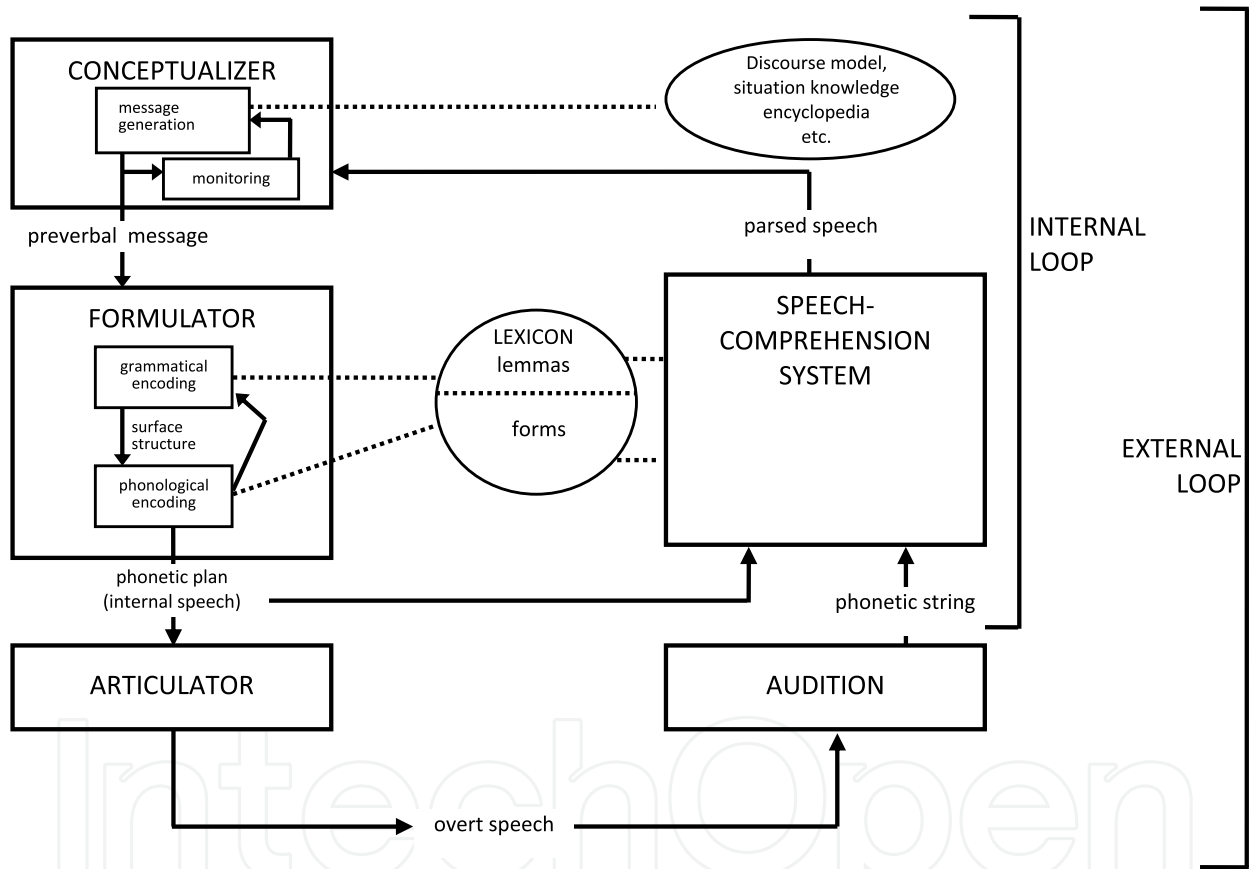 CONCEPTUALIZER
message
generation
monitoring
Discourse model,
situation knowledge
encyclopedia
etc.
preverbal message
parsed speech
INTERNAL
LOOP
FORMULATOR
grammatical
encoding
surface
structure
phonological
encoding
LEXICON
lemmas
forms
SPEECH-
COMPREHENSION
SYSTEM
EXTERNAL
LOOP
phonetic plan
(internal speech)
phonetic string
ARTICULATOR
AUDITION
overt speech
IntechOpen